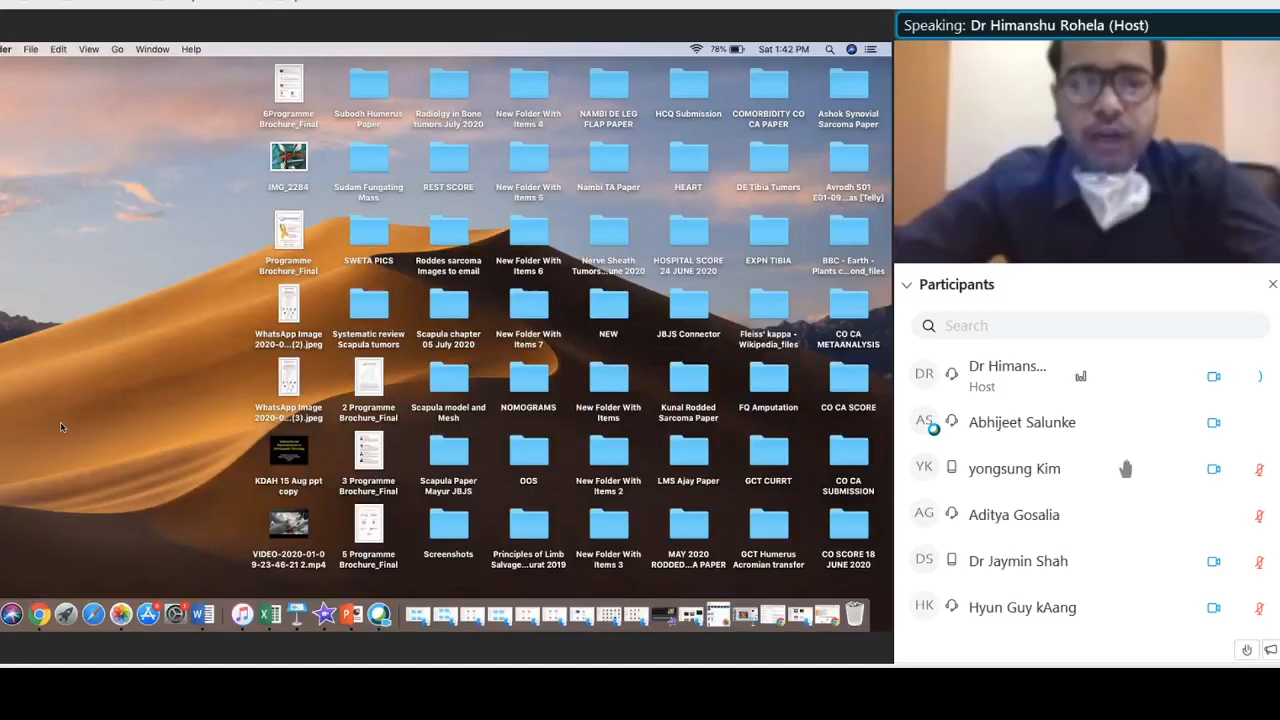 Speaking: Dr Himanshu Rohela (Host)
der File Edit View Go Window Help
78% Sat 1:42 PM
6Programme
Brochure_Final
Subodh Humerus
Paper
Radiolgy in Bone
tumors July 2020
New Folder With
Items 4
NAMBI DE LEG
FLAP PAPER
HCQ Submission
COMORBIDITY CO
CA PAPER
Ashok Synovial
Sarcoma Paper
IMG_2284
Sudam Fungating
Mass
REST SCORE
New Folder With
Items 5
Nambi TA Paper
HEART
DE Tibia Tumors
Avrodh S01
E01-09...as [Telly]
Programme
Brochure_Final
SWETA PICS
Roddes sarcoma
Images to email
New Folder With
Items 6
Nerve Sheath
Tumors...une 2020
HOSPITAL SCORE
24 JUNE 2020
EXPN TIBIA
BBC - Earth -
Plants c...ond_files
WhatsApp Image
2020-0...(2).jpeg
Systematic review
Scapula tumors
Scapula chapter
05 July 2020
New Folder With
Items 7
NEW
JBJS Connector
Fleiss' kappa -
Wikipedia_files
CO CA
METAANALYSIS
WhatsApp Image
2020-0...(3).jpeg
2 Programme
Brochure_Final
Scapula model and
Mesh
NOMOGRAMS
New Folder With
Items
Kunal Rodded
Sarcoma Paper
FQ Amputation
CO CA SCORE
KDAH 15 Aug ppt
copy
3 Programme
Brochure_Final
Scapula Paper
Mayur JBJS
OOS
New Folder With
Items 2
LMS Ajay Paper
GCT CURRT
CO CA
SUBMISSION
VIDEO-2020-01-0
9-23-46-21 2.mp4
5 Programme
Brochure_Final
Screenshots
Principles of Limb
Salvage...urat 2019
New Folder With
Items 3
MAY 2020
RODDED...A PAPER
GCT Humerus
Acromian transfer
CO SCORE 18
JUNE 2020
Participants
Search
DR Dr Himans...
Host
AS Abhijeet Salunke
YK yongsung Kim
AG Aditya Gosalia
DS Dr Jaymin Shah
HK Hyun Guy kAang